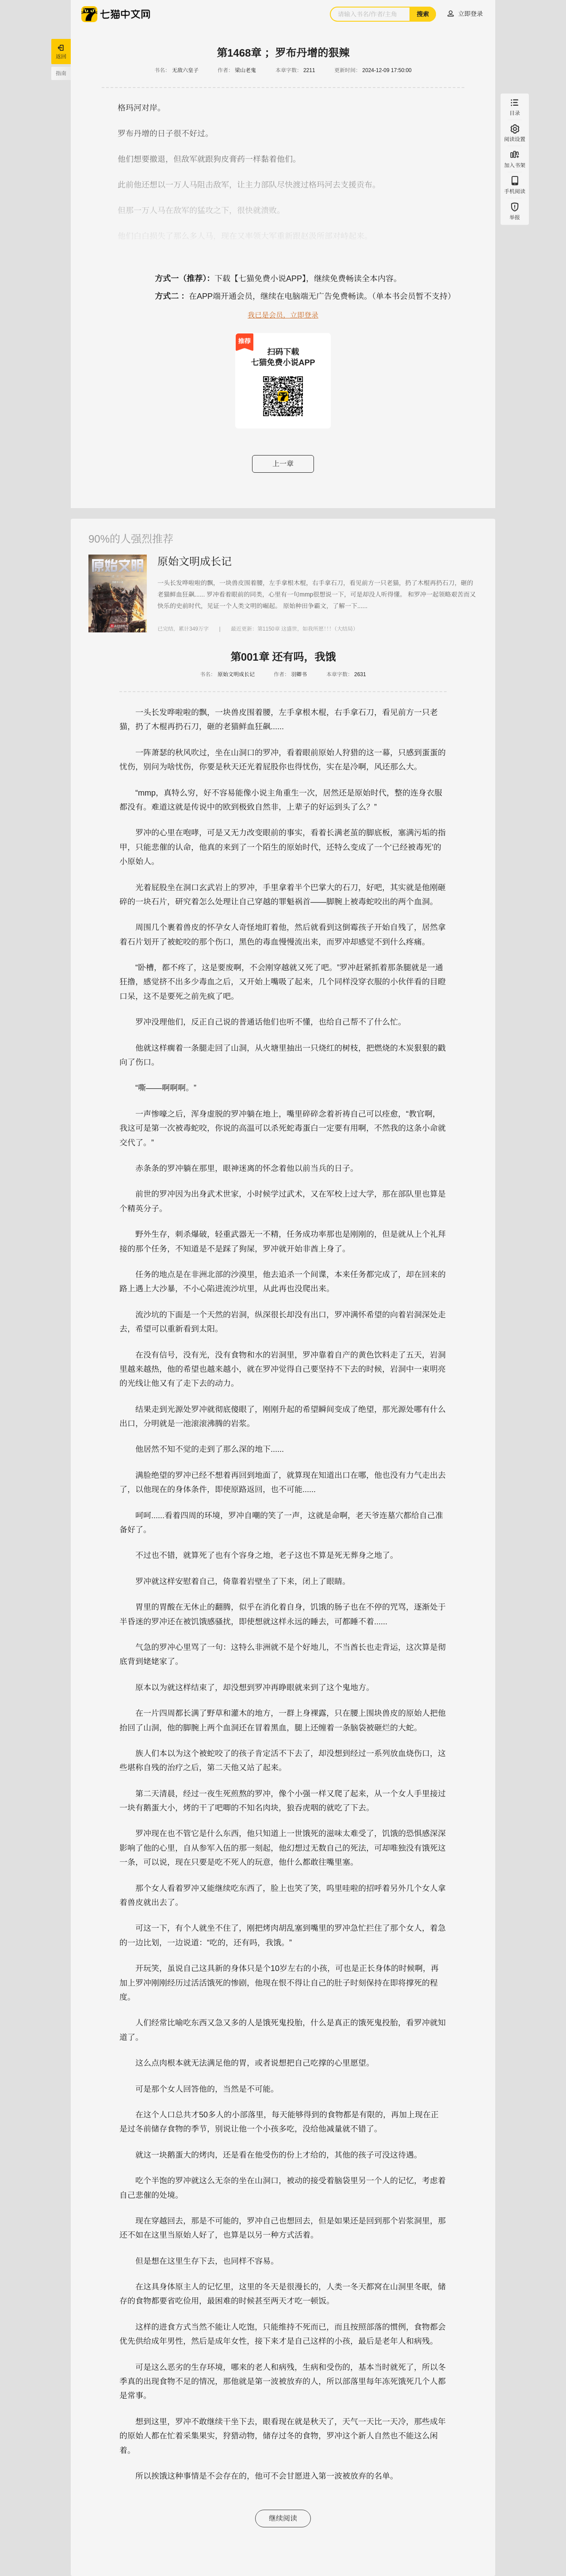 七猫中文网
请输入书名/作者/主角
搜索
立即登录
返回
指南
目录
阅读设置
加入书架
手机阅读
举报
第1468章 ；罗布丹增的狠辣
书名： 无敌六皇子 作者： 梁山老鬼 本章字数： 2211 更新时间： 2024-12-09 17:50:00
格玛河对岸。
罗布丹增的日子很不好过。
他们想要撤退，但敌军就跟狗皮膏药一样黏着他们。
此前他还想以一万人马阻击敌军，让主力部队尽快渡过格玛河去支援贡布。
但那一万人马在敌军的猛攻之下，很快就溃败。
方式一（推荐）：下载【七猫免费小说APP】，继续免费畅读全本内容。
方式二 ：在APP端开通会员，继续在电脑端无广告免费畅读。（单本书会员暂不支持）
我已是会员，立即登录
推荐
扫码下载
七猫免费小说APP
上一章
90%的人强烈推荐
原始文明
原始文明成长记
一头长发哗啦啦的飘，一块兽皮围着腰，左手拿根木棍，右手拿石刀，看见前方一只老猫，扔了木棍再扔石刀，砸的
老猫鲜血狂飙...... 罗冲看着眼前的同类，心里有一句mmp很想说一下，可是却没人听得懂。 和罗冲一起领略艰苦而又
快乐的史前时代，见证一个人类文明的崛起。 原始种田争霸文，了解一下......
已完结，累计349万字 | 最近更新：第1150章 这盛世，如我所愿！！！（大结局）
第001章 还有吗，我饿
书名： 原始文明成长记 作者： 羽卿书 本章字数： 2631
一头长发哗啦啦的飘，一块兽皮围着腰，左手拿根木棍，右手拿石刀，看见前方一只老
猫，扔了木棍再扔石刀，砸的老猫鲜血狂飙......
一阵萧瑟的秋风吹过，坐在山洞口的罗冲，看着眼前原始人狩猎的这一幕，只感到蛋蛋的
忧伤，别问为啥忧伤，你要是秋天还光着屁股你也得忧伤，实在是冷啊，风还那么大。
“mmp，真特么穷，好不容易能像小说主角重生一次，居然还是原始时代，整的连身衣服
都没有。难道这就是传说中的欧到极致自然非，上辈子的好运到头了么？”
罗冲的心里在咆哮，可是又无力改变眼前的事实，看着长满老茧的脚底板，塞满污垢的指
甲，只能悲催的认命，他真的来到了一个陌生的原始时代，还特么变成了一个‘已经被毒死’的
小原始人。
光着屁股坐在洞口玄武岩上的罗冲，手里拿着半个巴掌大的石刀，好吧，其实就是他刚砸
碎的一块石片，研究着怎么处理让自己穿越的罪魁祸首——脚腕上被毒蛇咬出的两个血洞。
周围几个裹着兽皮的怀孕女人奇怪地盯着他，然后就看到这倒霉孩子开始自残了，居然拿
着石片划开了被蛇咬的那个伤口，黑色的毒血慢慢流出来，而罗冲却感觉不到什么疼痛。
“卧槽，都不疼了，这是要废啊，不会刚穿越就又死了吧。”罗冲赶紧抓着那条腿就是一通
狂撸，感觉挤不出多少毒血之后，又开始上嘴吸了起来，几个同样没穿衣服的小伙伴看的目瞪
口呆，这不是要死之前先疯了吧。
罗冲没理他们，反正自己说的普通话他们也听不懂，也给自己帮不了什么忙。
他就这样瘸着一条腿走回了山洞，从火塘里抽出一只烧红的树枝，把燃烧的木炭狠狠的戳
向了伤口。
“嘶——啊啊啊。”
一声惨嚎之后，浑身虚脱的罗冲躺在地上，嘴里碎碎念着祈祷自己可以痊愈，“教官啊，
我这可是第一次被毒蛇咬，你说的高温可以杀死蛇毒蛋白一定要有用啊，不然我的这条小命就
交代了。”
赤条条的罗冲躺在那里，眼神迷离的怀念着他以前当兵的日子。
前世的罗冲因为出身武术世家，小时候学过武术，又在军校上过大学，那在部队里也算是
个精英分子。
野外生存，刺杀爆破，轻重武器无一不精，任务成功率那也是刚刚的，但是就从上个礼拜
接的那个任务，不知道是不是踩了狗屎，罗冲就开始非酋上身了。
任务的地点是在非洲北部的沙漠里，他去追杀一个间谍，本来任务都完成了，却在回来的
路上遇上大沙暴，不小心陷进流沙坑里，从此再也没爬出来。
流沙坑的下面是一个天然的岩洞，纵深很长却没有出口，罗冲满怀希望的向着岩洞深处走
去，希望可以重新看到太阳。
在没有信号，没有光，没有食物和水的岩洞里，罗冲靠着自产的黄色饮料走了五天，岩洞
里越来越热，他的希望也越来越小，就在罗冲觉得自己要坚持不下去的时候，岩洞中一束明亮
的光线让他又有了走下去的动力。
结果走到光源处罗冲就彻底傻眼了，刚刚升起的希望瞬间变成了绝望，那光源处哪有什么
出口，分明就是一池滚滚沸腾的岩浆。
他居然不知不觉的走到了那么深的地下......
满脸绝望的罗冲已经不想着再回到地面了，就算现在知道出口在哪，他也没有力气走出去
了，以他现在的身体条件，即使原路返回，也不可能......
呵呵......看着四周的环境，罗冲自嘲的笑了一声，这就是命啊，老天爷连墓穴都给自己准
备好了。
不过也不错，就算死了也有个容身之地，老子这也不算是死无葬身之地了。
罗冲就这样安慰着自己，倚靠着岩壁坐了下来，闭上了眼睛。
胃里的胃酸在无休止的翻腾，似乎在消化着自身，饥饿的肠子也在不停的咒骂，逐渐处于
半昏迷的罗冲还在被饥饿感骚扰，即使想就这样永远的睡去，可都睡不着......
气急的罗冲心里骂了一句：这特么非洲就不是个好地儿，不当酋长也走背运，这次算是彻
底背到姥姥家了。
原本以为就这样结束了，却没想到罗冲再睁眼就来到了这个鬼地方。
在一片四周都长满了野草和灌木的地方，一群上身裸露，只在腰上围块兽皮的原始人把他
抬回了山洞，他的脚腕上两个血洞还在冒着黑血，腿上还缠着一条脑袋被砸烂的大蛇。
族人们本以为这个被蛇咬了的孩子肯定活不下去了，却没想到经过一系列放血烧伤口，这
些堪称自残的治疗之后，第二天他又站了起来。
第二天清晨，经过一夜生死煎熬的罗冲，像个小强一样又爬了起来，从一个女人手里接过
一块有鹅蛋大小，烤的干了吧唧的不知名肉块，狼吞虎咽的就吃了下去。
罗冲现在也不管它是什么东西，他只知道上一世饿死的滋味太难受了，饥饿的恐惧感深深
影响了他的心里，自从参军入伍的那一刻起，他幻想过无数自己的死法，可却唯独没有饿死这
一条，可以说，现在只要是吃不死人的玩意，他什么都敢往嘴里塞。
那个女人看着罗冲又能继续吃东西了，脸上也笑了笑，呜里哇啦的招呼着另外几个女人拿
着兽皮就出去了。
可这一下，有个人就坐不住了，刚把烤肉胡乱塞到嘴里的罗冲急忙拦住了那个女人，着急
的一边比划，一边说道：“吃的，还有吗，我饿。”
开玩笑，虽说自己这具新的身体只是个10岁左右的小孩，可也是正长身体的时候啊，再
加上罗冲刚刚经历过活活饿死的惨剧，他现在恨不得让自己的肚子时刻保持在即将撑死的程
度。
人们经常比喻吃东西又急又多的人是饿死鬼投胎，什么是真正的饿死鬼投胎，看罗冲就知
道了。
这么点肉根本就无法满足他的胃，或者说想把自己吃撑的心里愿望。
可是那个女人回答他的，当然是不可能。
在这个人口总共才50多人的小部落里，每天能够得到的食物都是有限的，再加上现在正
是过冬前储存食物的季节，别说让他一个小孩多吃，没给他减量就不错了。
就这一块鹅蛋大的烤肉，还是看在他受伤的份上才给的，其他的孩子可没这待遇。
吃个半饱的罗冲就这么无奈的坐在山洞口，被动的接受着脑袋里另一个人的记忆，考虑着
自己悲催的处境。
现在穿越回去，那是不可能的，罗冲自己也想回去，但是如果还是回到那个岩浆洞里，那
还不如在这里当原始人好了，也算是以另一种方式活着。
但是想在这里生存下去，也同样不容易。
在这具身体原主人的记忆里，这里的冬天是很漫长的，人类一冬天都窝在山洞里冬眠，储
存的食物都要省吃俭用，最困难的时候甚至两天才吃一顿饭。
这样的进食方式当然不能让人吃饱，只能维持不死而已，而且按照部落的惯例，食物都会
优先供给成年男性，然后是成年女性，接下来才是自己这样的小孩，最后是老年人和病残。
可是这么恶劣的生存环境，哪来的老人和病残，生病和受伤的，基本当时就死了，所以冬
季真的出现食物不足的情况，那他就是第一波被放弃的人，所以部落里每年冻死饿死几个人都
是常事。
想到这里，罗冲不敢继续干坐下去，眼看现在就是秋天了，天气一天比一天冷，那些成年
的原始人都在忙着采集果实，狩猎动物，储存过冬的食物，罗冲这个新人自然也不能这么闲
着。
所以挨饿这种事情是不会存在的，他可不会甘愿进入第一波被放弃的名单。
继续阅读